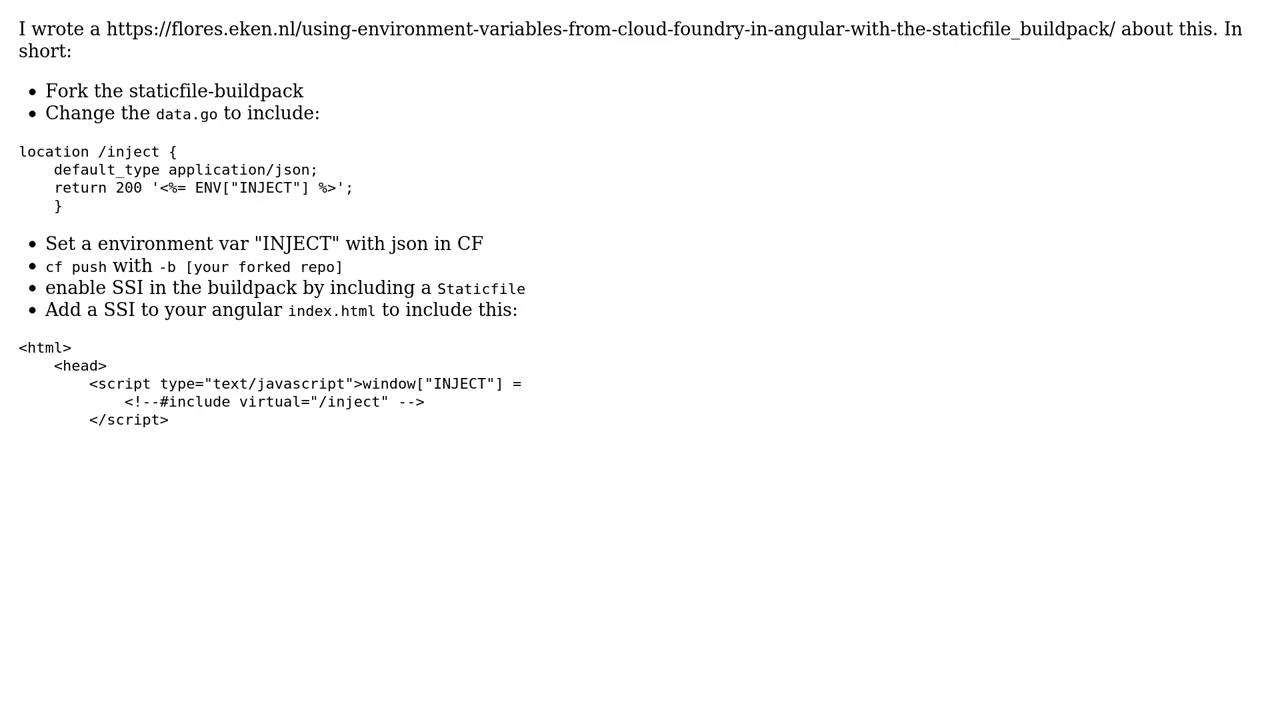 I wrote a https://flores.eken.nl/using-environment-variables-from-cloud-foundry-in-angular-with-the-staticfile_buildpack/ about this. In
short:
• Fork the staticfile-buildpack
• Change the data.go to include:
location /inject {
    default_type application/json;
    return 200 '<%= ENV["INJECT"] %>';
    }
• Set a environment var "INJECT" with json in CF
• cf push with -b [your forked repo]
• enable SSI in the buildpack by including a Staticfile
• Add a SSI to your angular index.html to include this:
<html>
    <head>
        <script type="text/javascript">window["INJECT"] =
            <!--#include virtual="/inject" -->
        </script>